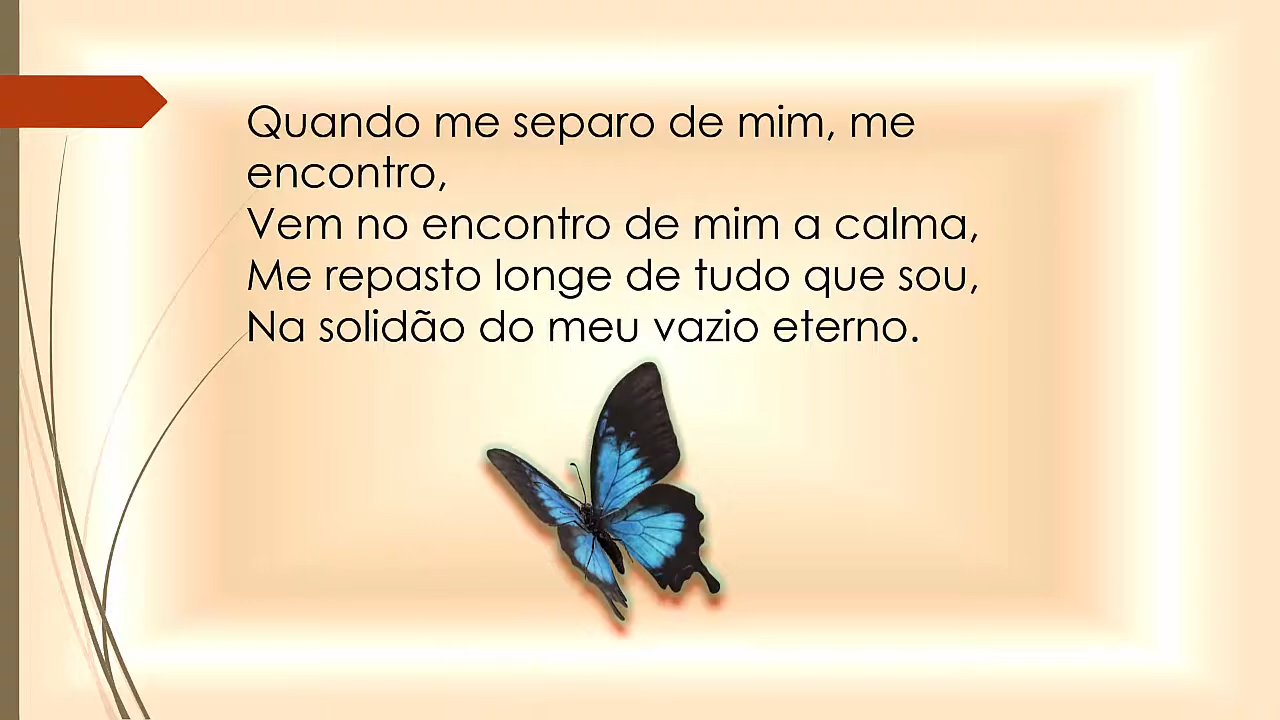 Quando me separo de mim, me
encontro,
Vem no encontro de mim a calma,
Me repasto longe de tudo que sou,
Na solidão do meu vazio eterno.